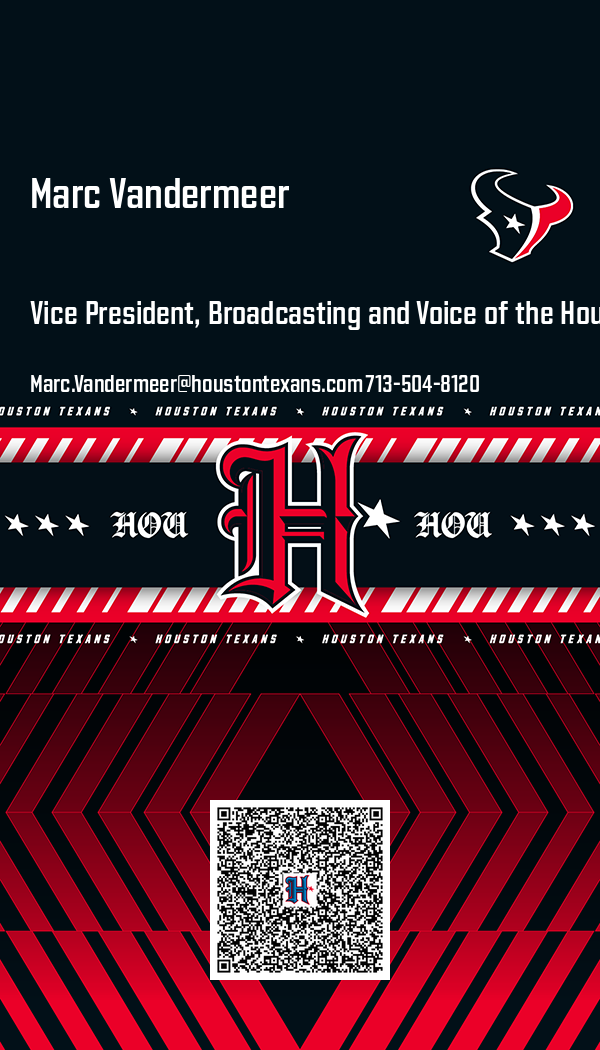 Marc Vandermeer
Vice President, Broadcasting and Voice of the Hou
Marc.Vandermeer@houstontexans.com 713-504-8120
OUSTON TEXANS ★ HOUSTON TEXANS ★ HOUSTON TEXANS ★ HOUSTON TEXAN
★★★ HOU H★ HOU ★★★
OUSTON TEXANS ★ HOUSTON TEXANS ★ HOUSTON TEXANS ★ HOUSTON TEXAN
H